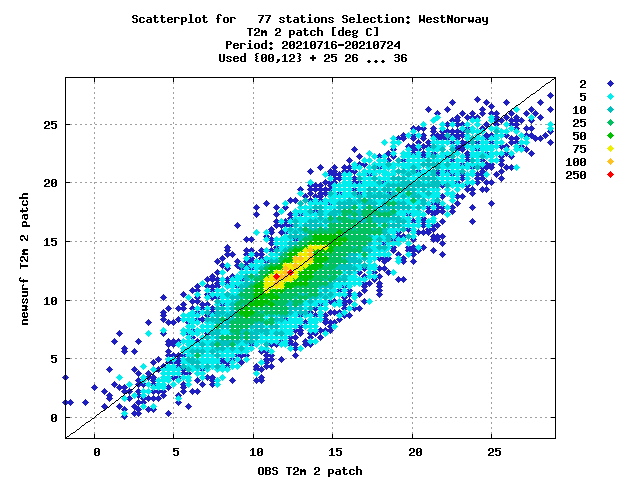 Scatterplot for 77 stations Selection: WestNorway
T2m 2 patch [deg C]
Period: 20210716-20210724
Used {00,12} + 25 26 ... 36
2
5
10
25
50
75
100
250
newsurf T2m 2 patch
25
20
15
10
5
0
0 5 10 15 20 25
OBS T2m 2 patch